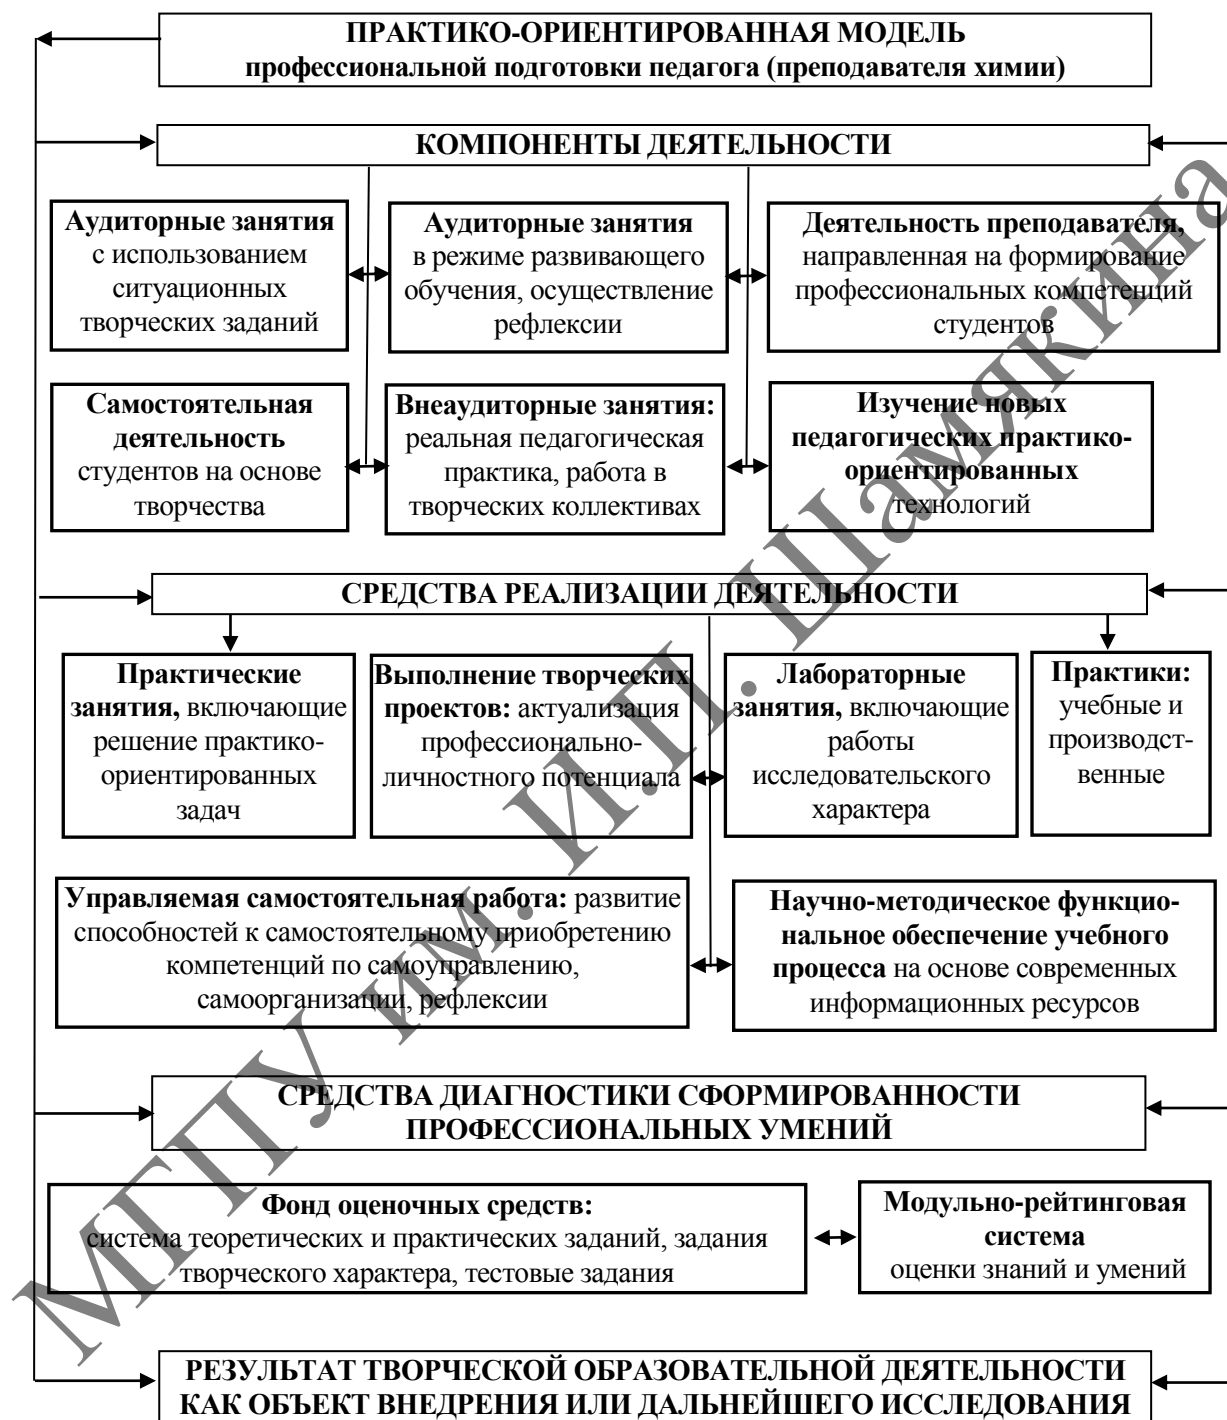 ПРАКТИКО-ОРИЕНТИРОВАННАЯ МОДЕЛЬ
профессиональной подготовки педагога (преподавателя химии)
КОМПОНЕНТЫ ДЕЯТЕЛЬНОСТИ
Аудиторные занятия
с использованием
ситуационных
творческих заданий
Аудиторные занятия
в режиме развивающего
обучения, осуществление
рефлексии
Деятельность преподавателя,
направленная на формирование
профессиональных компетенций
студентов
Самостоятельная
деятельность
студентов на основе
творчества
Внеаудиторные занятия:
реальная педагогическая
практика, работа в
творческих коллективах
Изучение новых
педагогических практико-
ориентированных
технологий
СРЕДСТВА РЕАЛИЗАЦИИ ДЕЯТЕЛЬНОСТИ
Практические
занятия, включающие
решение практико-
ориентированных
задач
Выполнение творческих
проектов: актуализация
профессионально-
личностного потенциала
Лабораторные
занятия, включающие
работы
исследовательского
характера
Практики:
учебные и
производст-
венные
Управляемая самостоятельная работа: развитие
способностей к самостоятельному приобретению
компетенций по самоуправлению,
самоорганизации, рефлексии
Научно-методическое функцио-
нальное обеспечение учебного
процесса на основе современных
информационных ресурсов
СРЕДСТВА ДИАГНОСТИКИ СФОРМИРОВАННОСТИ
ПРОФЕССИОНАЛЬНЫХ УМЕНИЙ
Фонд оценочных средств:
система теоретических и практических заданий, задания
творческого характера, тестовые задания
Модульно-рейтинговая
система
оценки знаний и умений
РЕЗУЛЬТАТ ТВОРЧЕСКОЙ ОБРАЗОВАТЕЛЬНОЙ ДЕЯТЕЛЬНОСТИ
КАК ОБЪЕКТ ВНЕДРЕНИЯ ИЛИ ДАЛЬНЕЙШЕГО ИССЛЕДОВАНИЯ
МГПУ им. И.П. Шамякина